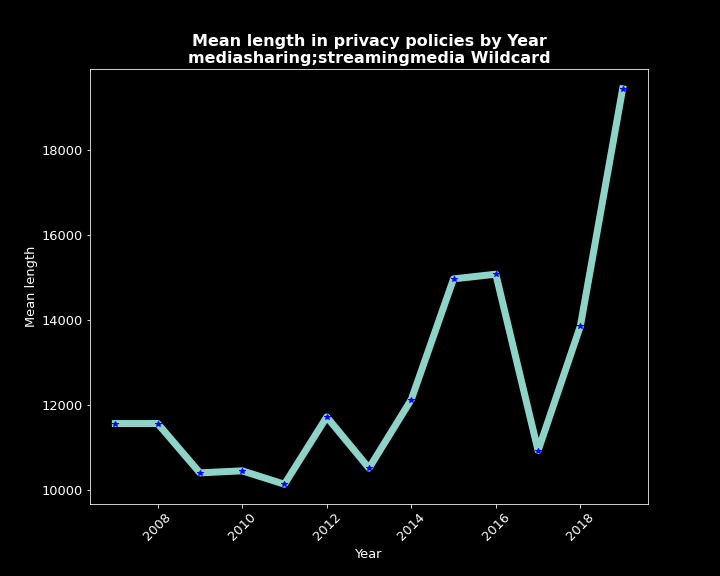 Mean length in privacy policies by Year
mediasharing;streamingmedia Wildcard
18000
16000
14000
12000
10000
Mean length
2008
2010
2012
2014
2016
2018
Year